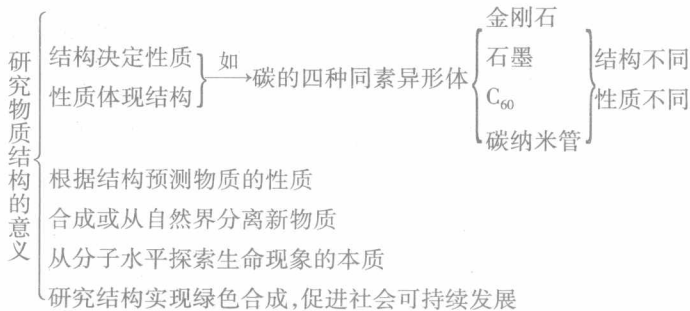 研究物质结构的意义
结构决定性质
性质体现结构
如
碳的四种同素异形体
金刚石
石墨
C₆₀
碳纳米管
结构不同
性质不同
根据结构预测物质的性质
合成或从自然界分离新物质
从分子水平探索生命现象的本质
研究结构实现绿色合成,促进社会可持续发展